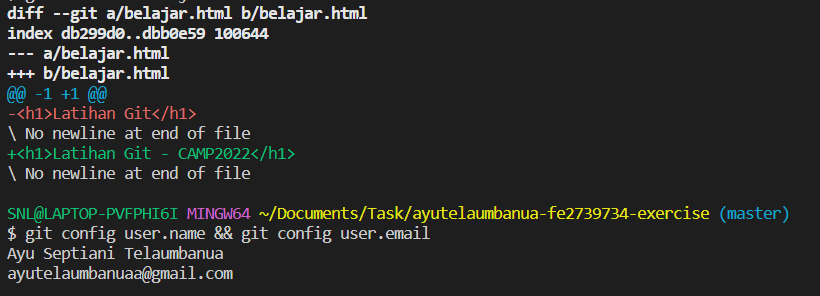 diff --git a/belajar.html b/belajar.html
index db299d0..dbb0e59 100644
--- a/belajar.html
+++ b/belajar.html
@@ -1 +1 @@
-<h1>Latihan Git</h1>
\ No newline at end of file
+<h1>Latihan Git - CAMP2022</h1>
\ No newline at end of file
SNL@LAPTOP-PVFPHI6I MINGW64 ~/Documents/Task/ayutelaumbanua-fe2739734-exercise (master)
$ git config user.name && git config user.email
Ayu Septiani Telaumbanua
ayutelaumbanuaa@gmail.com